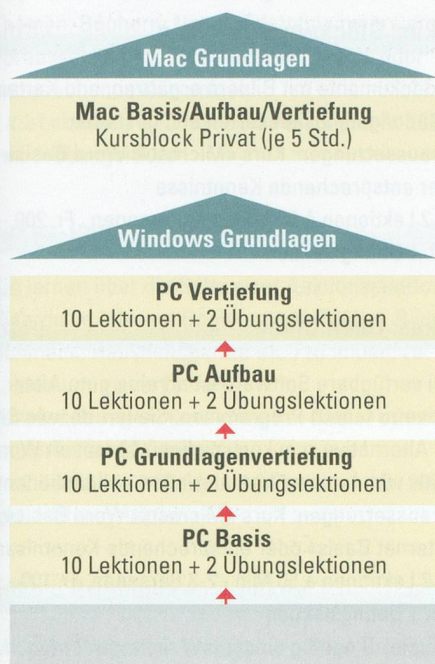 Mac Grundlagen
Mac Basis/Aufbau/Vertiefung
Kursblock Privat (je 5 Std.)
Windows Grundlagen
PC Vertiefung
10 Lektionen + 2 Übungslektionen
PC Aufbau
10 Lektionen + 2 Übungslektionen
PC Grundlagenvertiefung
10 Lektionen + 2 Übungslektionen
PC Basis
10 Lektionen + 2 Übungslektionen